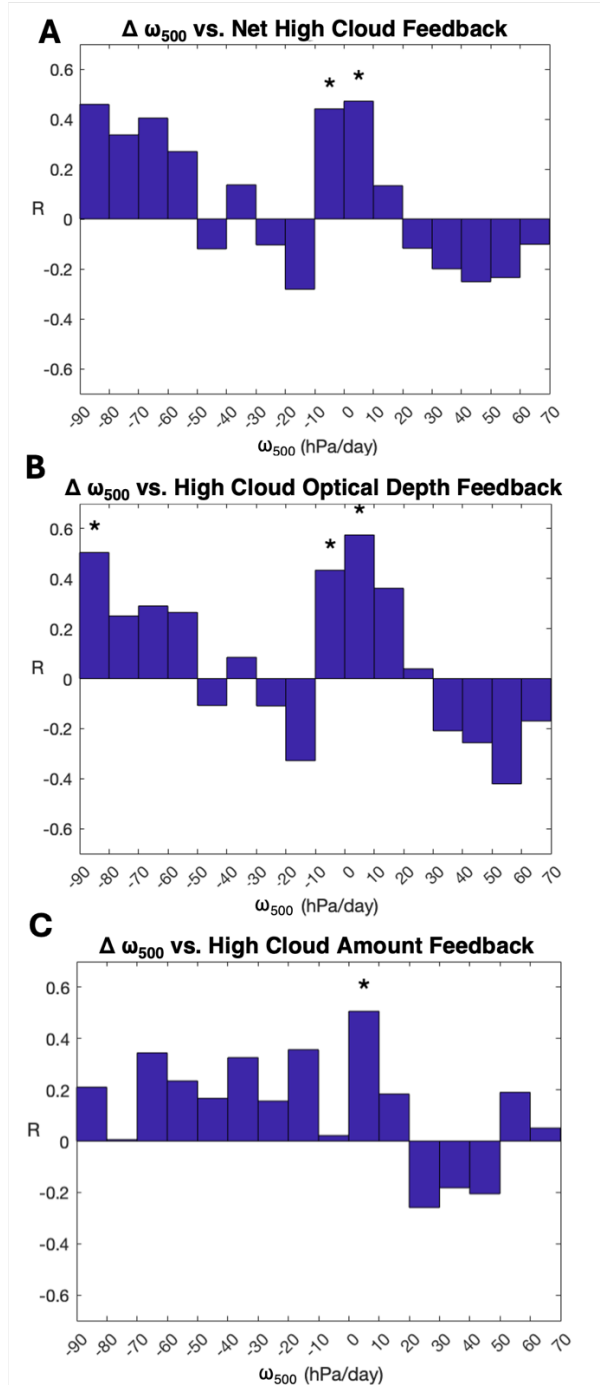 A
Δ ω500 vs. Net High Cloud Feedback
* *
0.6
0.4
0.2
R
0
-0.2
-0.4
-0.6
-90 -80 -70 -60 -50 -40 -30 -20 -10 0 10 20 30 40 50 60 70
ω500 (hPa/day)
B
Δ ω500 vs. High Cloud Optical Depth Feedback
* * *
0.6
0.4
0.2
R
0
-0.2
-0.4
-0.6
-90 -80 -70 -60 -50 -40 -30 -20 -10 0 10 20 30 40 50 60 70
ω500 (hPa/day)
C
Δ ω500 vs. High Cloud Amount Feedback
*
0.6
0.4
0.2
R
0
-0.2
-0.4
-0.6
-90 -80 -70 -60 -50 -40 -30 -20 -10 0 10 20 30 40 50 60 70
ω500 (hPa/day)